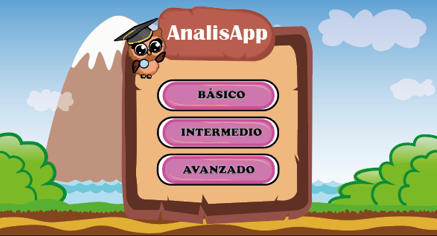 AnalisApp
BÁSICO
INTERMEDIO
AVANZADO